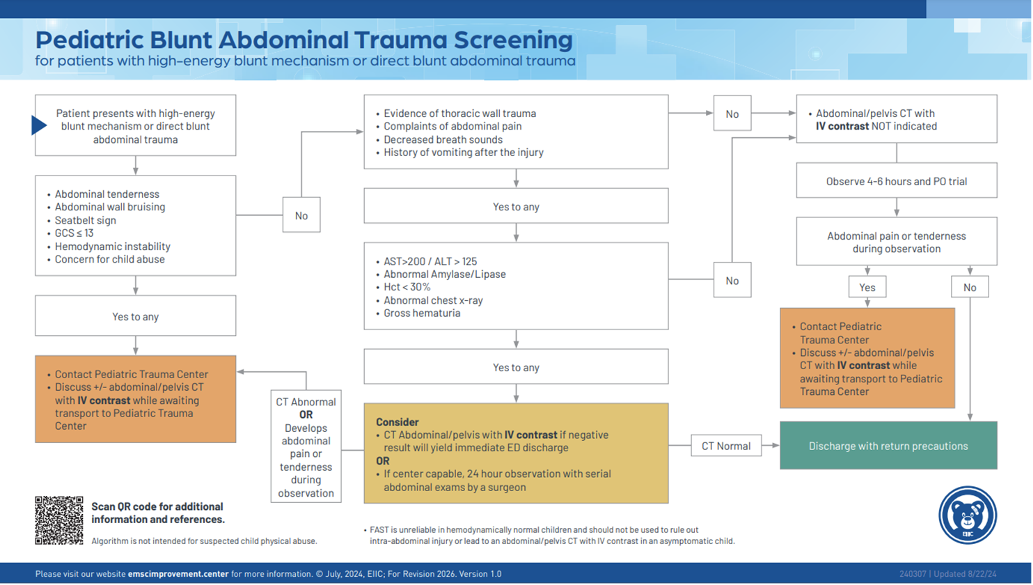 Pediatric Blunt Abdominal Trauma Screening
for patients with high-energy blunt mechanism or direct blunt abdominal trauma
Patient presents with high-energy
blunt mechanism or direct blunt
abdominal trauma
• Abdominal tenderness
• Abdominal wall bruising
• Seatbelt sign
• GCS ≤ 13
• Hemodynamic instability
• Concern for child abuse
No
Yes to any
• Contact Pediatric Trauma Center
• Discuss +/- abdominal/pelvis CT
with IV contrast while awaiting
transport to Pediatric Trauma
Center
• Evidence of thoracic wall trauma
• Complaints of abdominal pain
• Decreased breath sounds
• History of vomiting after the injury
No
Yes to any
• AST>200 / ALT > 125
• Abnormal Amylase/Lipase
• Hct < 30%
• Abnormal chest x-ray
• Gross hematuria
No
Yes to any
Consider
• CT Abdominal/pelvis with IV contrast if negative
result will yield immediate ED discharge
OR
• If center capable, 24 hour observation with serial
abdominal exams by a surgeon
CT Abnormal
OR
Develops
abdominal
pain or
tenderness
during
observation
CT Normal
• Abdominal/pelvis CT with
IV contrast NOT indicated
Observe 4-6 hours and PO trial
Abdominal pain or tenderness
during observation
Yes
No
• Contact Pediatric
Trauma Center
• Discuss +/- abdominal/pelvis
CT with IV contrast while
awaiting transport to Pediatric
Trauma Center
Discharge with return precautions
Scan QR code for additional
information and references.
Algorithm is not intended for suspected child physical abuse.
• FAST is unreliable in hemodynamically normal children and should not be used to rule out
intra-abdominal injury or lead to an abdominal/pelvis CT with IV contrast in an asymptomatic child.
EIIC
Please visit our website emscimprovement.center for more information. © July, 2024, EIIC; For Revision 2026. Version 1.0
240307 | Updated 8/22/24